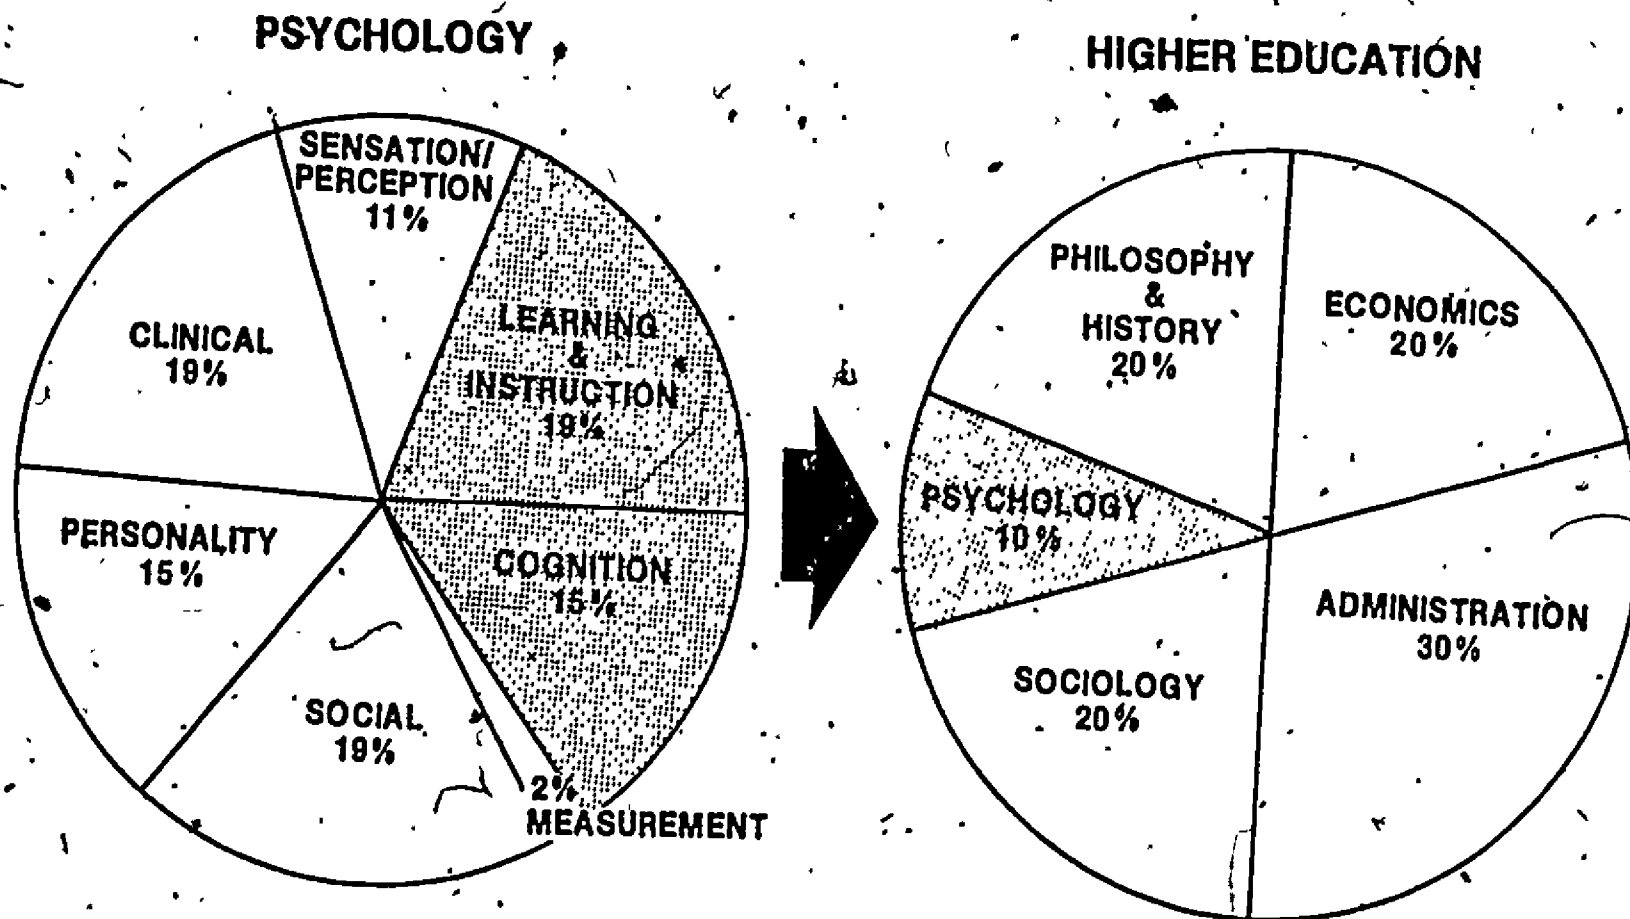 PSYCHOLOGY
SENSATION/
PERCEPTION
11%
LEARNING
&
INSTRUCTION
19%
CLINICAL
19%
PERSONALITY
15%
COGNITION
15%
SOCIAL
19%
2%
MEASUREMENT
HIGHER EDUCATION
PHILOSOPHY
&
HISTORY
20%
ECONOMICS
20%
PSYCHOLOGY
10%
ADMINISTRATION
30%
SOCIOLOGY
20%